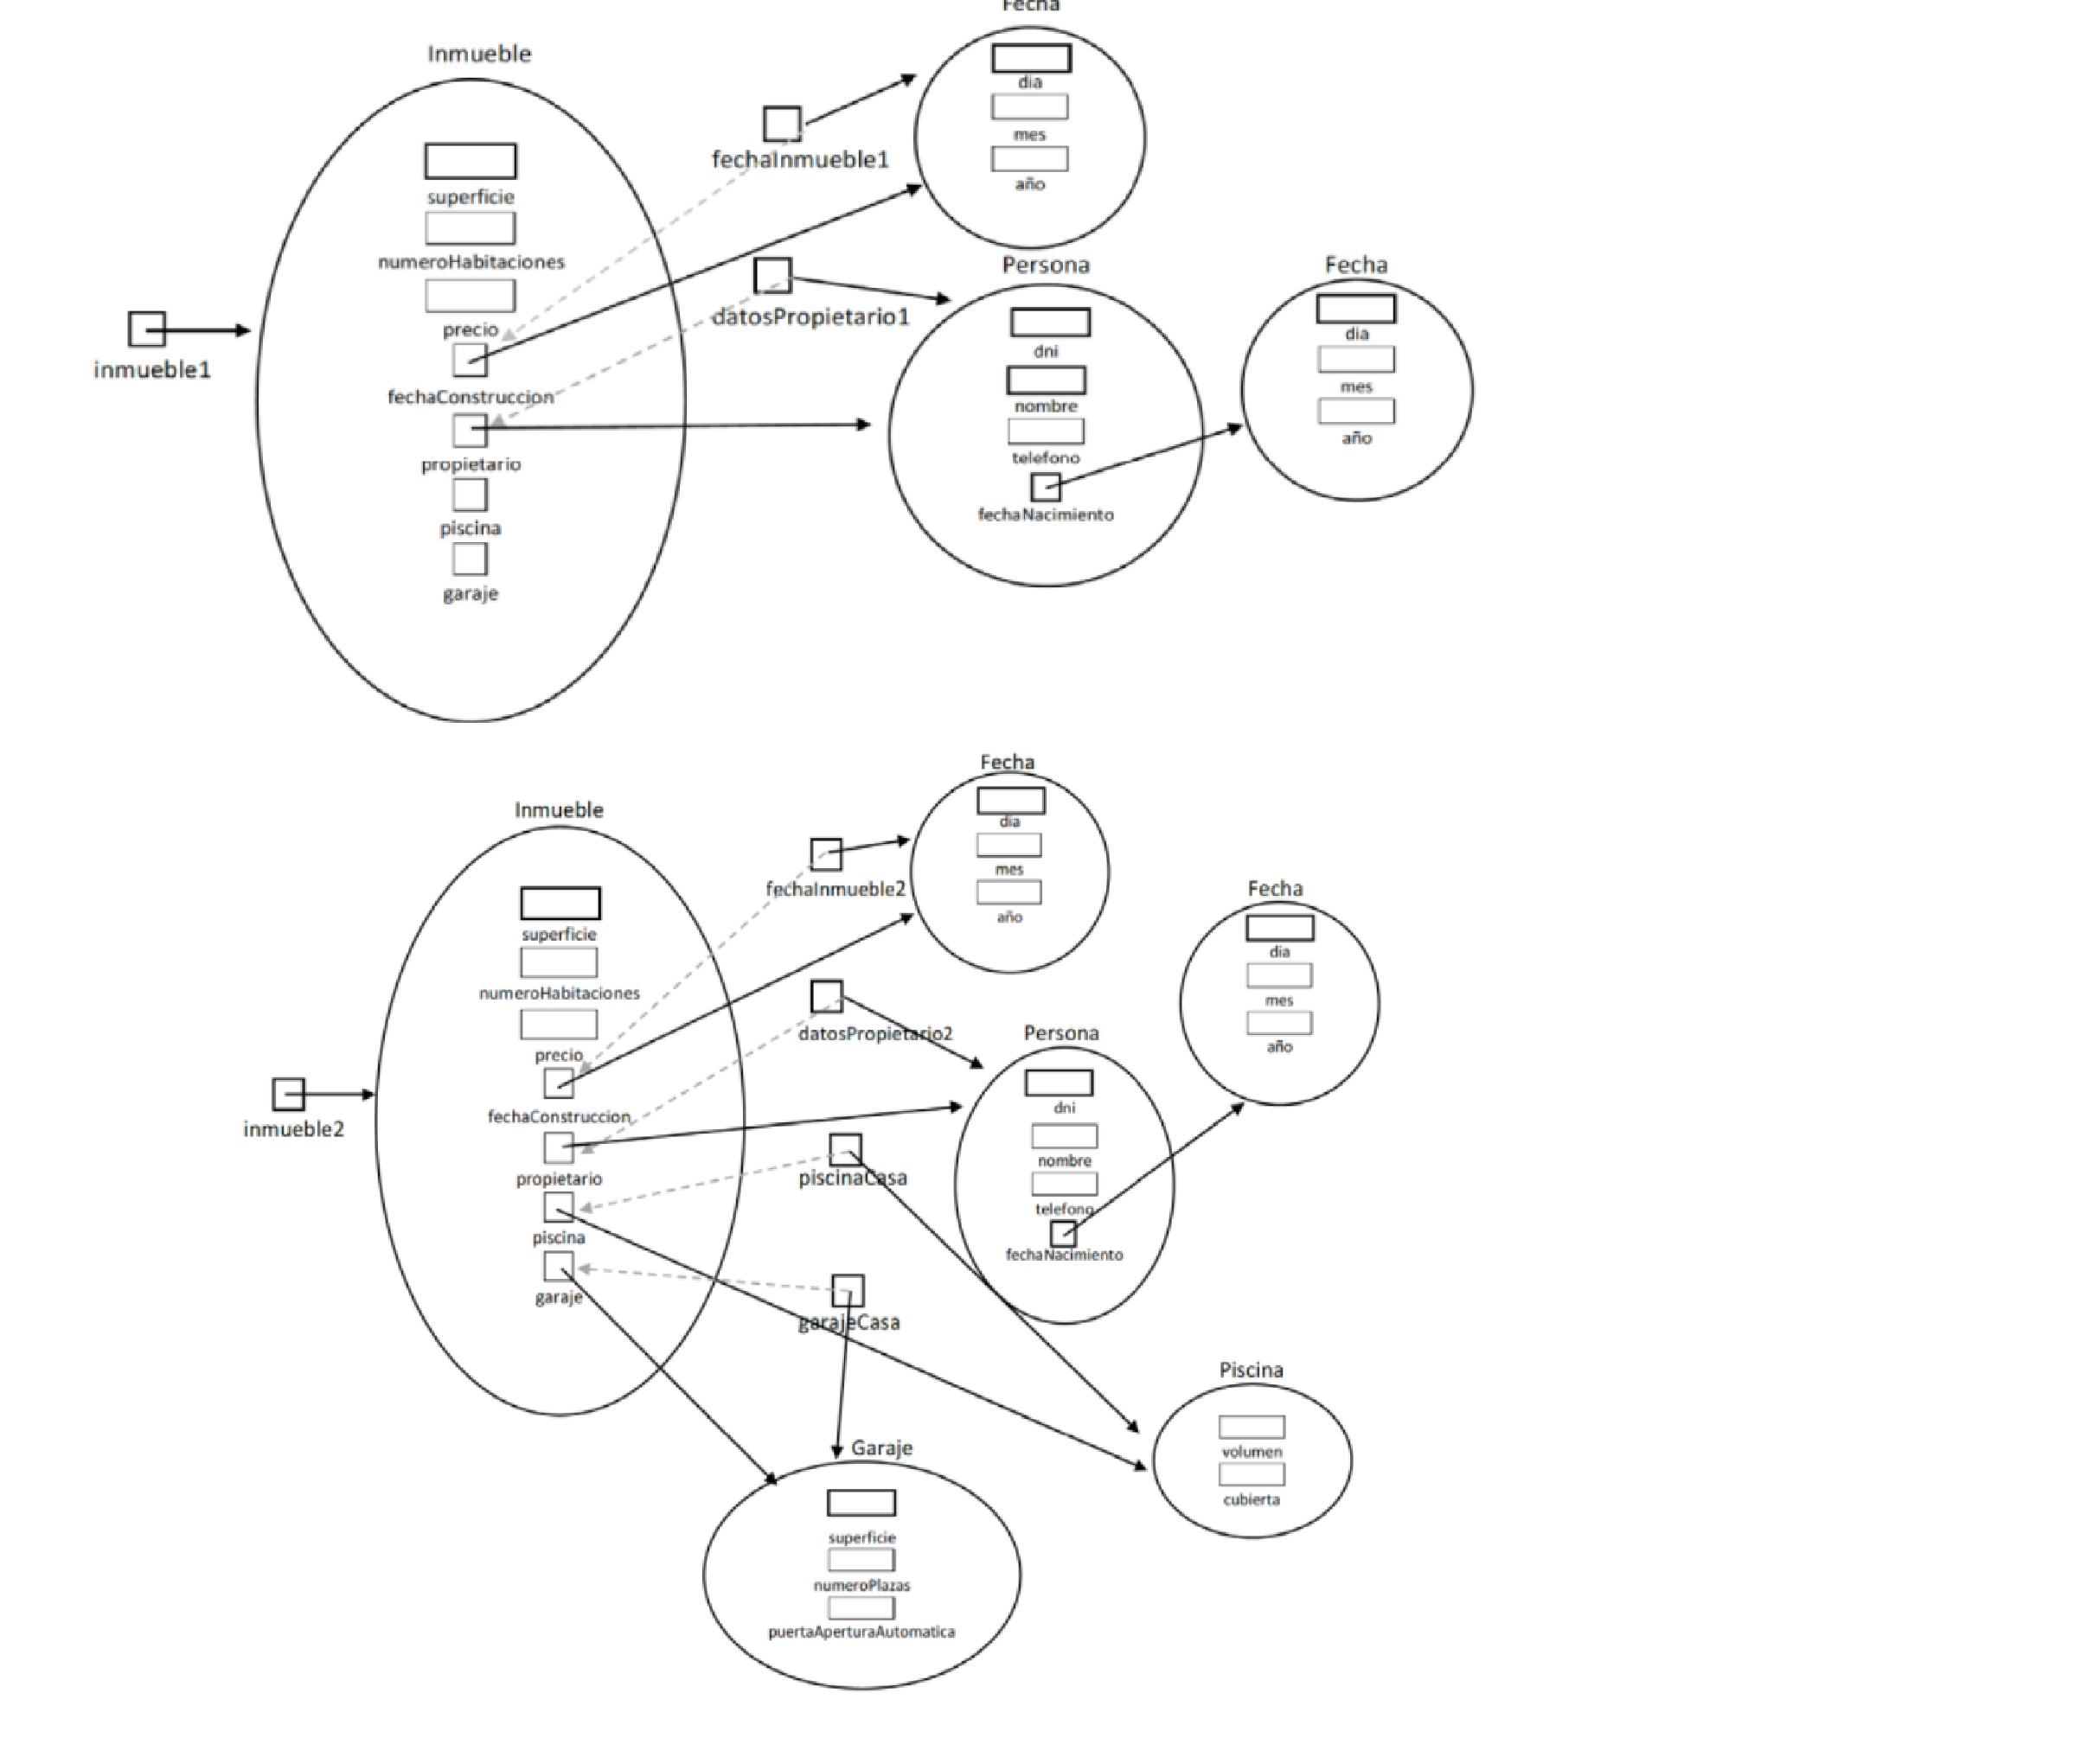 Fecha
Inmueble
dia
mes
año
fechaInmueble1
superficie
numeroHabitaciones
precio
fechaConstruccion
propietario
piscina
garaje
inmueble1
datosPropietario1
Persona
dni
nombre
telefono
fechaNacimiento
Fecha
dia
mes
año
Fecha
Inmueble
dia
mes
año
fechaInmueble2
superficie
numeroHabitaciones
precio
fechaConstruccion
propietario
piscina
garaje
inmueble2
datosPropietario2
Persona
dni
nombre
telefono
fechaNacimiento
Fecha
dia
mes
año
piscinaCasa
garajeCasa
Piscina
volumen
cubierta
Garaje
superficie
numeroPlazas
puertaAperturaAutomatica